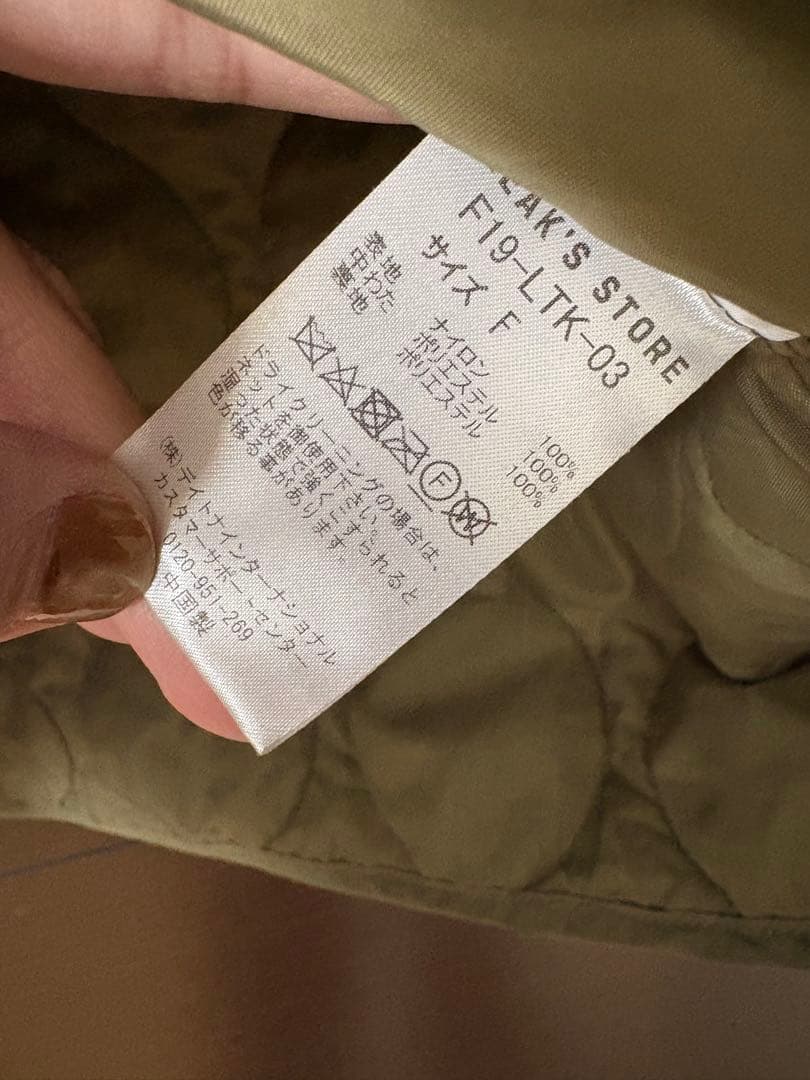 EAK'S STORE
F19-LTK-03
サイズ F
表地 ナイロン 100%
中わた ポリエステル 100%
裏地 ポリエステル 100%
F
W
ドライクリーニングの場合は、
ネットを御使用下さい。
湿った状態で強くこすられると
色が移る事があります。
(株)デイトナインターナショナル
カスタマーサポートセンター
0120-951-269
中国製